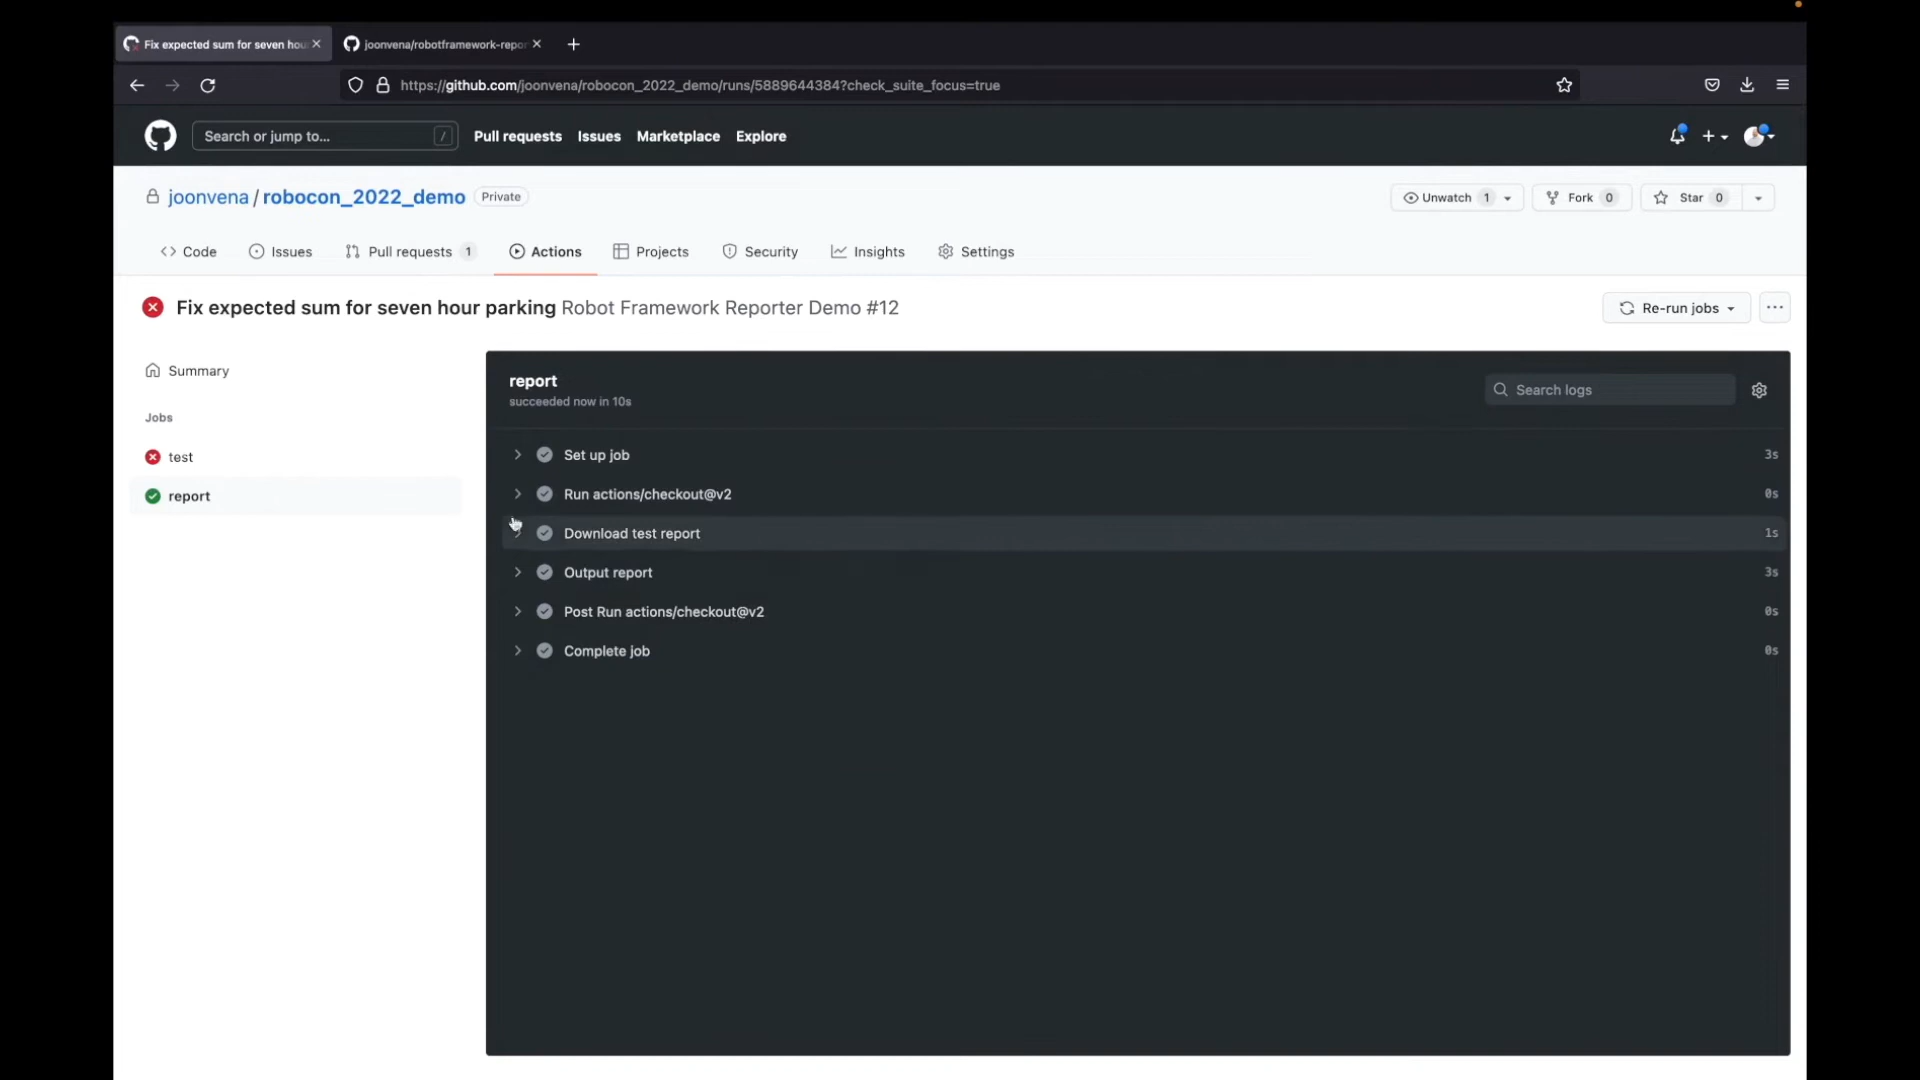 Fix expected sum for seven hou
joonvena/robotframework-repor
https://github.com/joonvena/robocon_2022_demo/runs/5889644384?check_suite_focus=true
Search or jump to... /
Pull requests Issues Marketplace Explore
joonvena / robocon_2022_demo Private
Unwatch 1 Fork 0 Star 0
Code Issues Pull requests 1 Actions Projects Security Insights Settings
Fix expected sum for seven hour parking Robot Framework Reporter Demo #12
Re-run jobs
Summary
Jobs
test
report
report
succeeded now in 10s
Search logs
Set up job 3s
Run actions/checkout@v2 0s
Download test report 1s
Output report 3s
Post Run actions/checkout@v2 0s
Complete job 0s